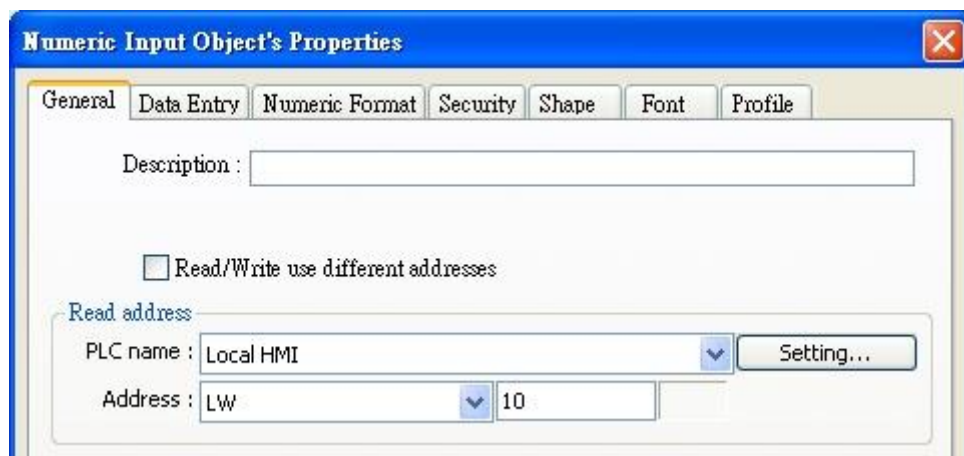 Numeric Input Object's Properties
General Data Entry Numeric Format Security Shape Font Profile
Description :
Read/Write use different addresses
Read address
PLC name : Local HMI Setting...
Address : LW 10